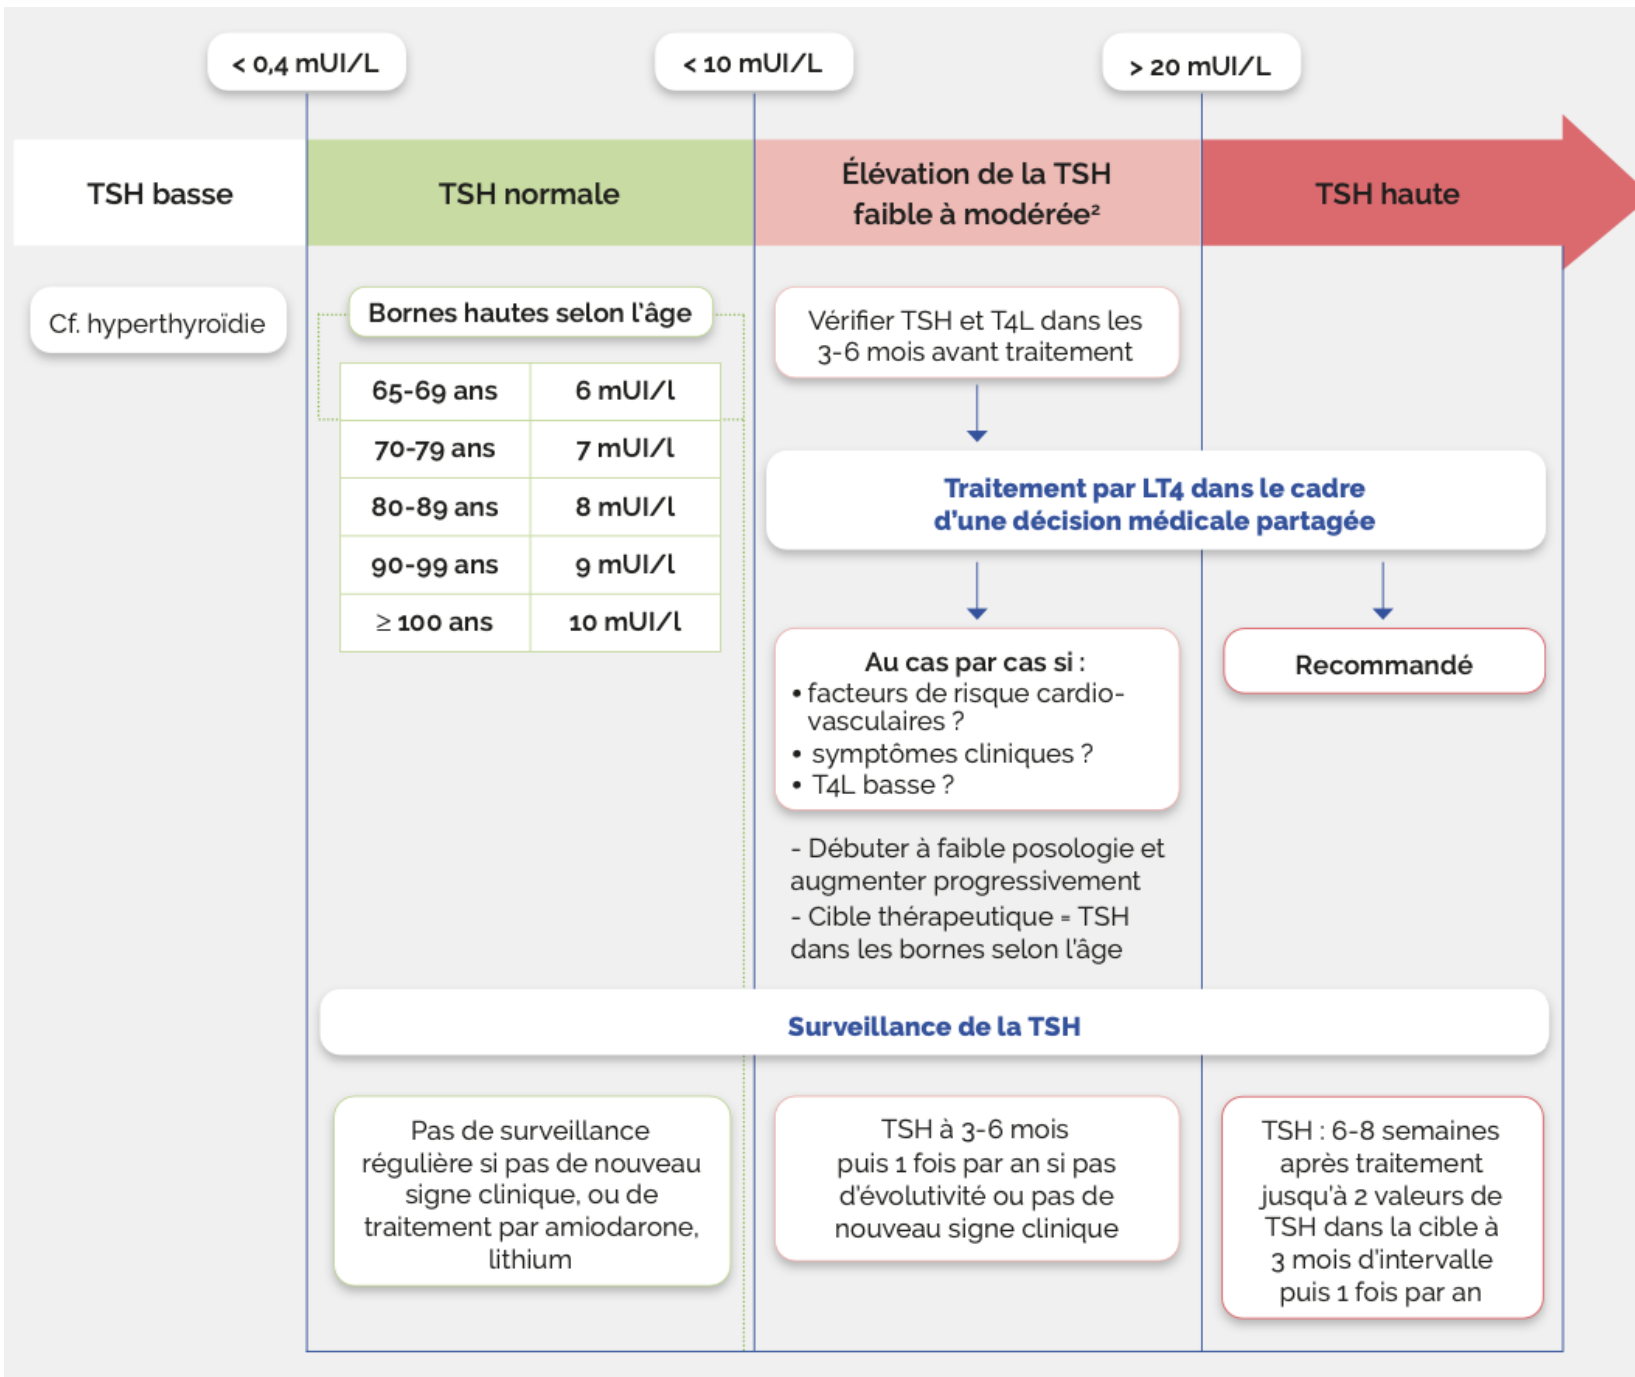 < 0,4 mUI/L
< 10 mUI/L
> 20 mUI/L
TSH basse
TSH normale
Élévation de la TSH
faible à modérée²
TSH haute
Cf. hyperthyroïdie
Bornes hautes selon l'âge
65-69 ans 6 mUI/l
70-79 ans 7 mUI/l
80-89 ans 8 mUI/l
90-99 ans 9 mUI/l
≥ 100 ans 10 mUI/l
Vérifier TSH et T4L dans les
3-6 mois avant traitement
Traitement par LT4 dans le cadre
d'une décision médicale partagée
Au cas par cas si :
• facteurs de risque cardio-
vasculaires ?
• symptômes cliniques ?
• T4L basse ?
Recommandé
- Débuter à faible posologie et
augmenter progressivement
- Cible thérapeutique = TSH
dans les bornes selon l'âge
Surveillance de la TSH
Pas de surveillance
régulière si pas de nouveau
signe clinique, ou de
traitement par amiodarone,
lithium
TSH à 3-6 mois
puis 1 fois par an si pas
d'évolutivité ou pas de
nouveau signe clinique
TSH : 6-8 semaines
après traitement
jusqu'à 2 valeurs de
TSH dans la cible à
3 mois d'intervalle
puis 1 fois par an